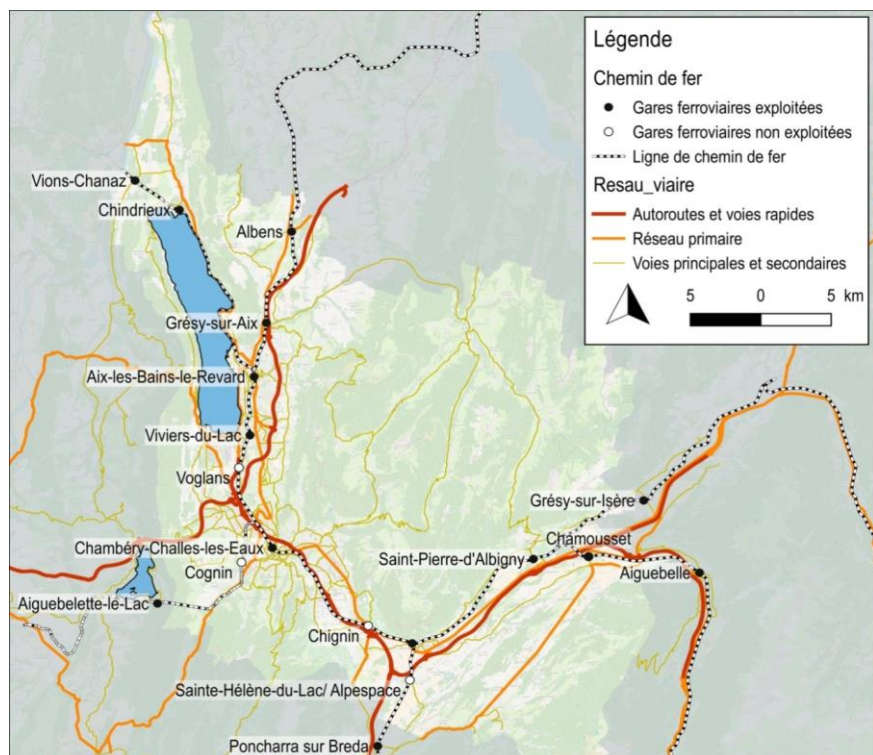 Légende
Chemin de fer
Gares ferroviaires exploitées
Gares ferroviaires non exploitées
Ligne de chemin de fer
Resau_viaire
Autoroutes et voies rapides
Réseau primaire
Voies principales et secondaires
5 0 5 km
Vions-Chanaz
Chindrieux
Albens
Grésy-sur-Aix
Aix-les-Bains-le-Revard
Viviers-du-Lac
Voglans
Grésy-sur-Isère
Chambéry-Challes-les-Eaux
Chamousset
Saint-Pierre-d'Albigny
Cognin
Aiguebelle
Aiguebelette-le-Lac
Chignin
Sainte-Hélène-du-Lac/ Alpespace
Poncharra sur Breda